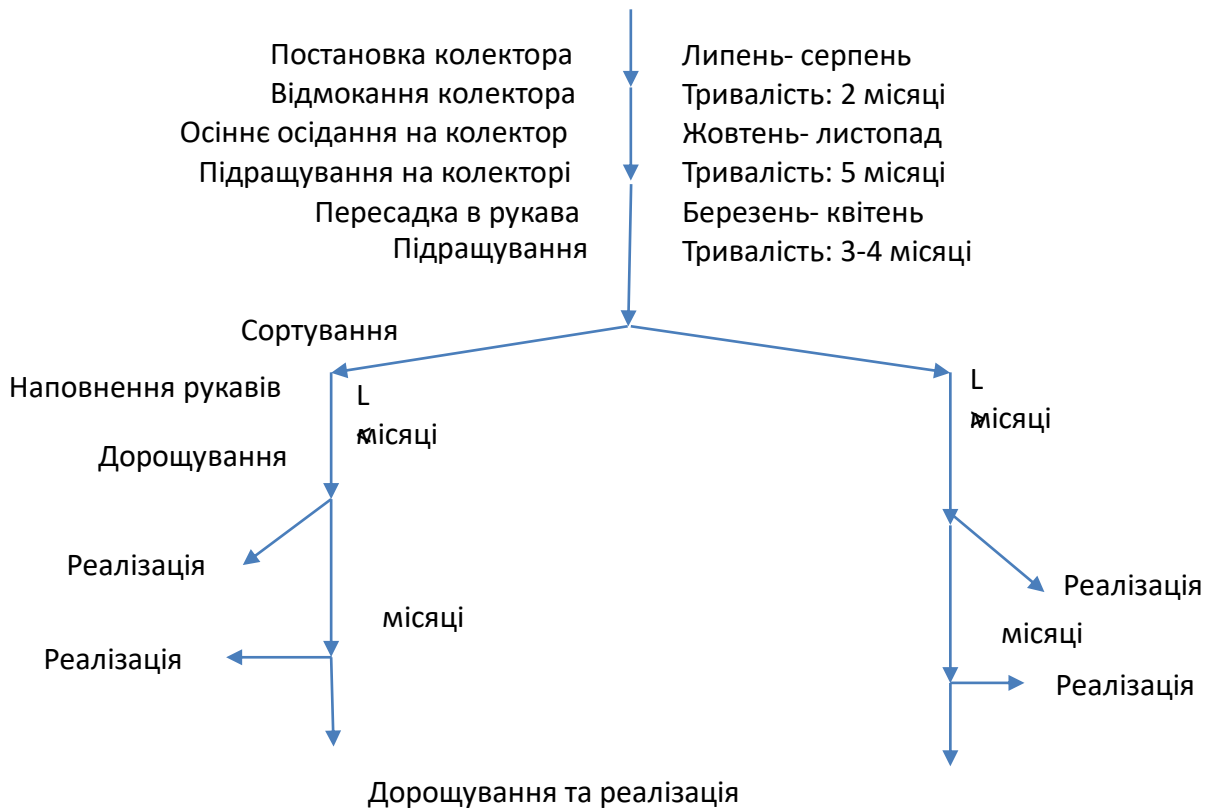 Постановка колектора
Липень- серпень
Відмокання колектора
Тривалість: 2 місяці
Осіннє осідання на колектор
Жовтень- листопад
Підращування на колекторі
Тривалість: 5 місяці
Пересадка в рукава
Березень- квітень
Підращування
Тривалість: 3-4 місяці
Сортування
Наповнення рукавів
L
L
місяці
місяці
Дорощування
Реалізація
Реалізація
місяці
місяці
Реалізація
Реалізація
Дорощування та реалізація